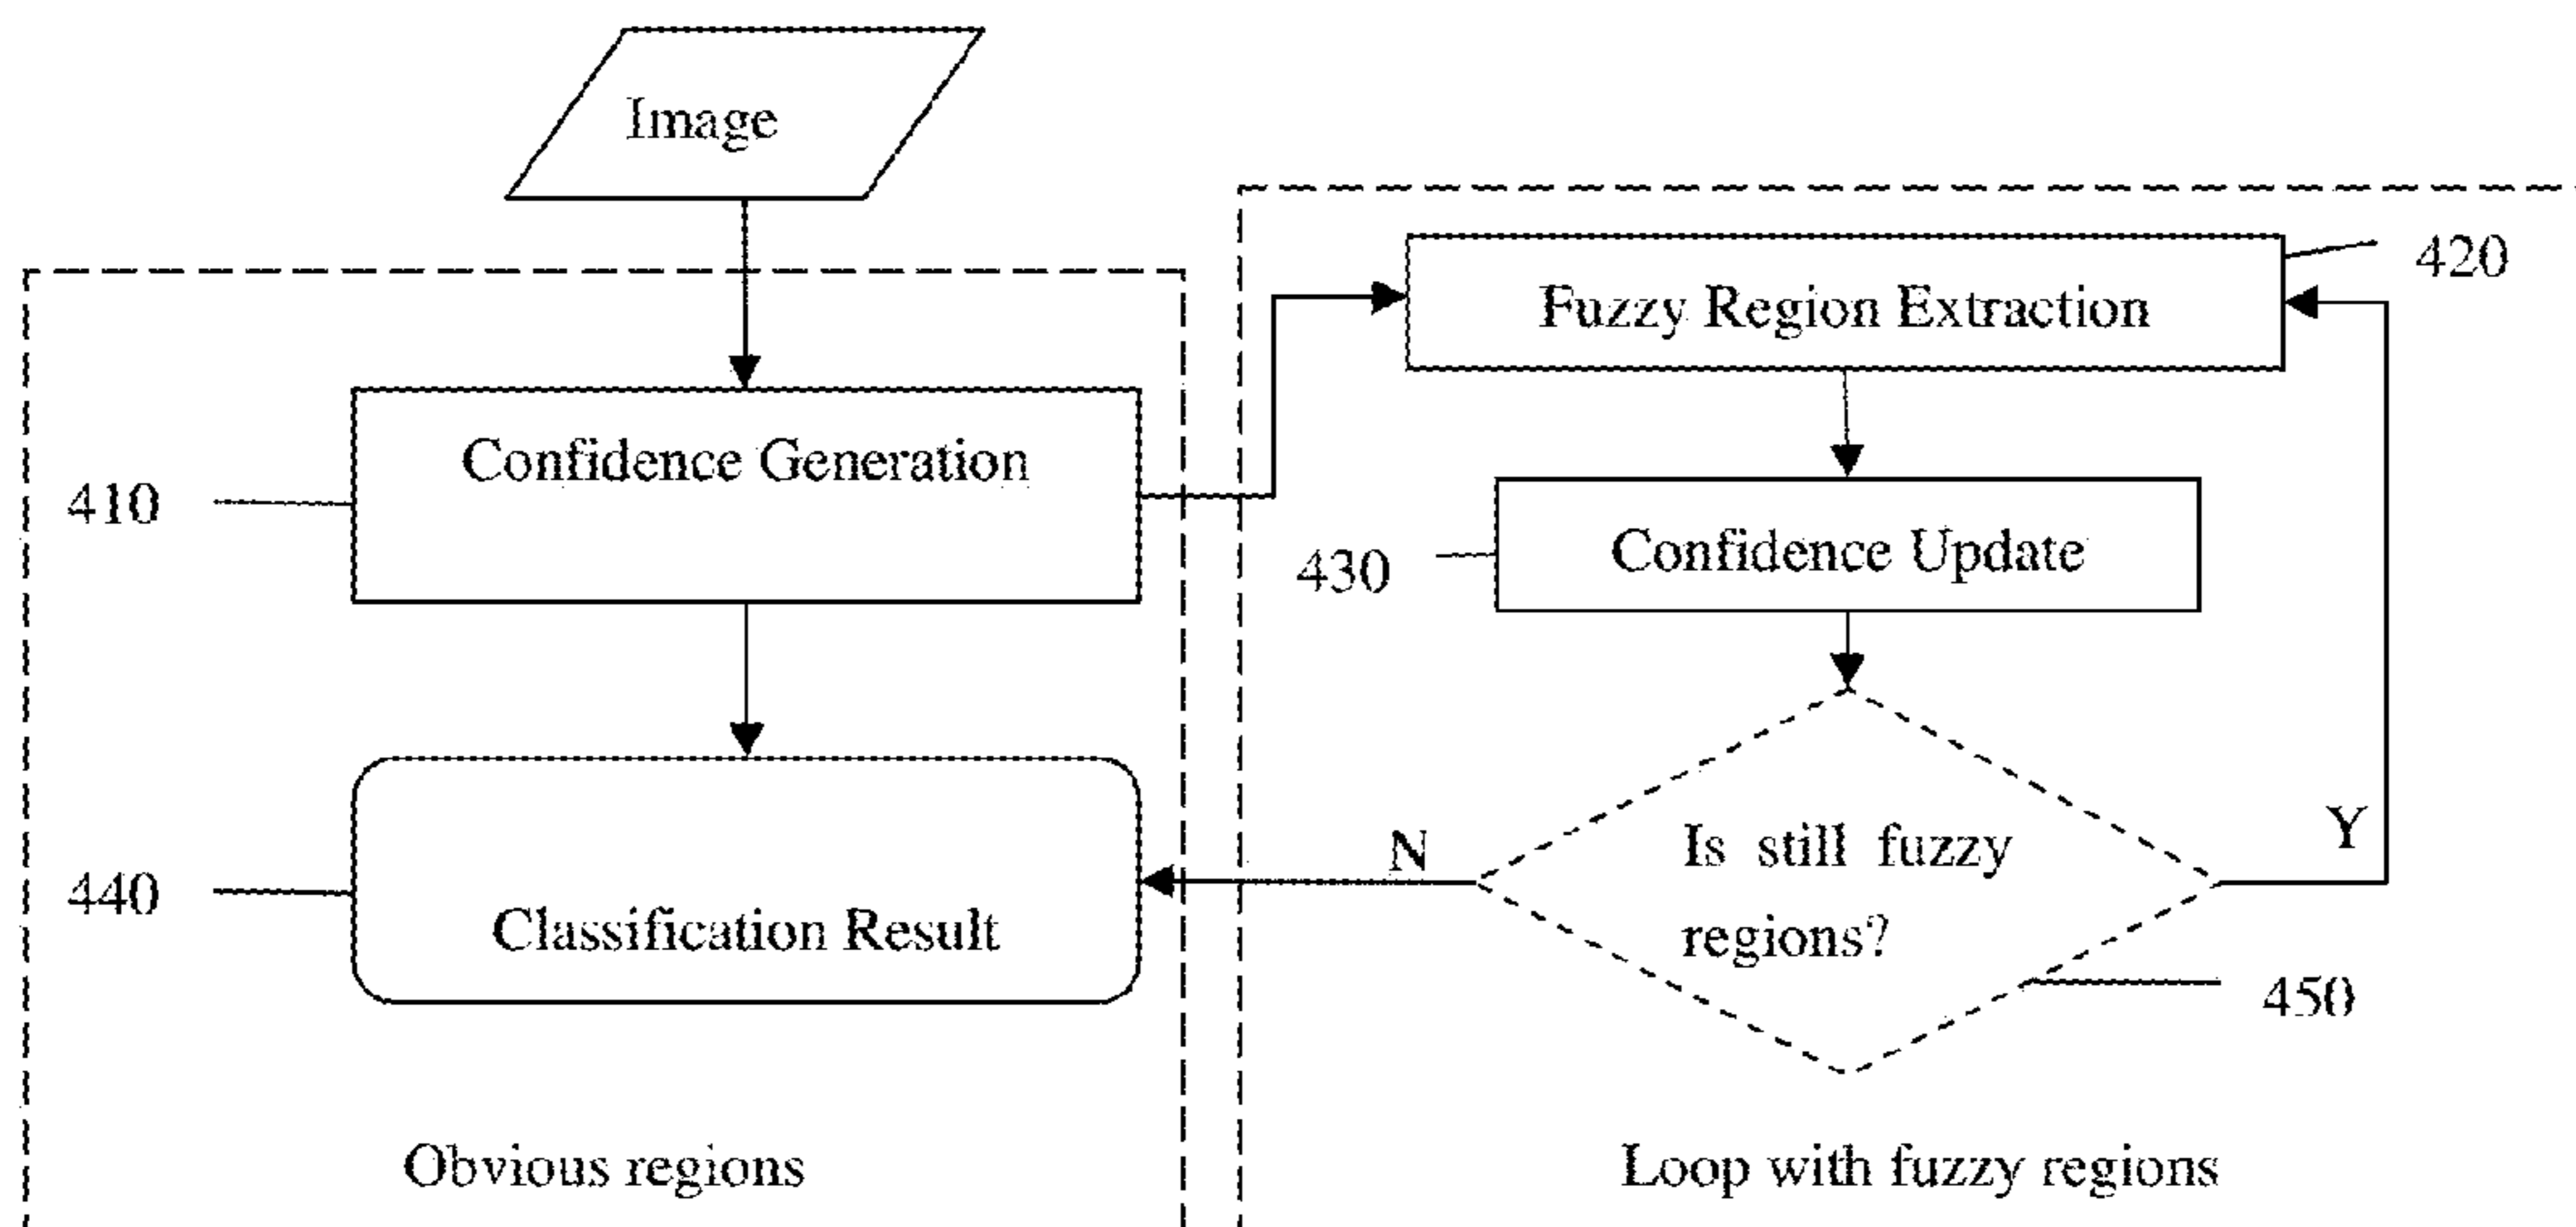 Image
Confidence Generation
410
Classification Result
440
Obvious regions
Fuzzy Region Extraction
420
Confidence Update
430
Is still fuzzy
regions?
N
Y
450
Loop with fuzzy regions